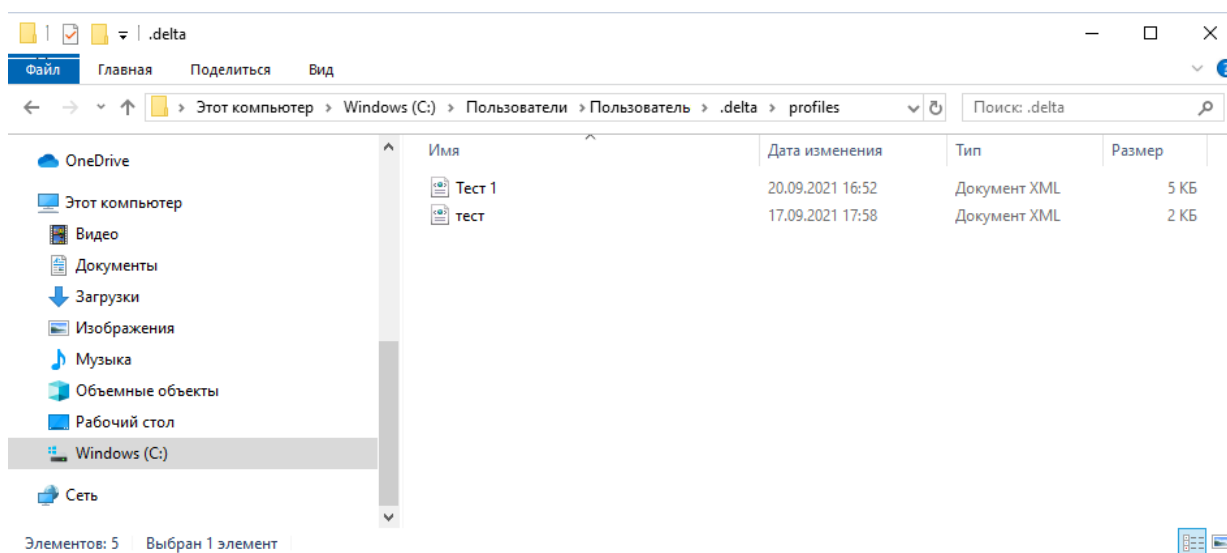 .delta
Файл Главная Поделиться Вид
Этот компьютер > Windows (C:) > Пользователи > Пользователь > .delta > profiles Поиск: .delta
Имя Дата изменения Тип Размер
OneDrive
Тест 1 20.09.2021 16:52 Документ XML 5 КБ
Этот компьютер
тест 17.09.2021 17:58 Документ XML 2 КБ
Видео
Документы
Загрузки
Изображения
Музыка
Объемные объекты
Рабочий стол
Windows (C:)
Сеть
Элементов: 5 Выбран 1 элемент